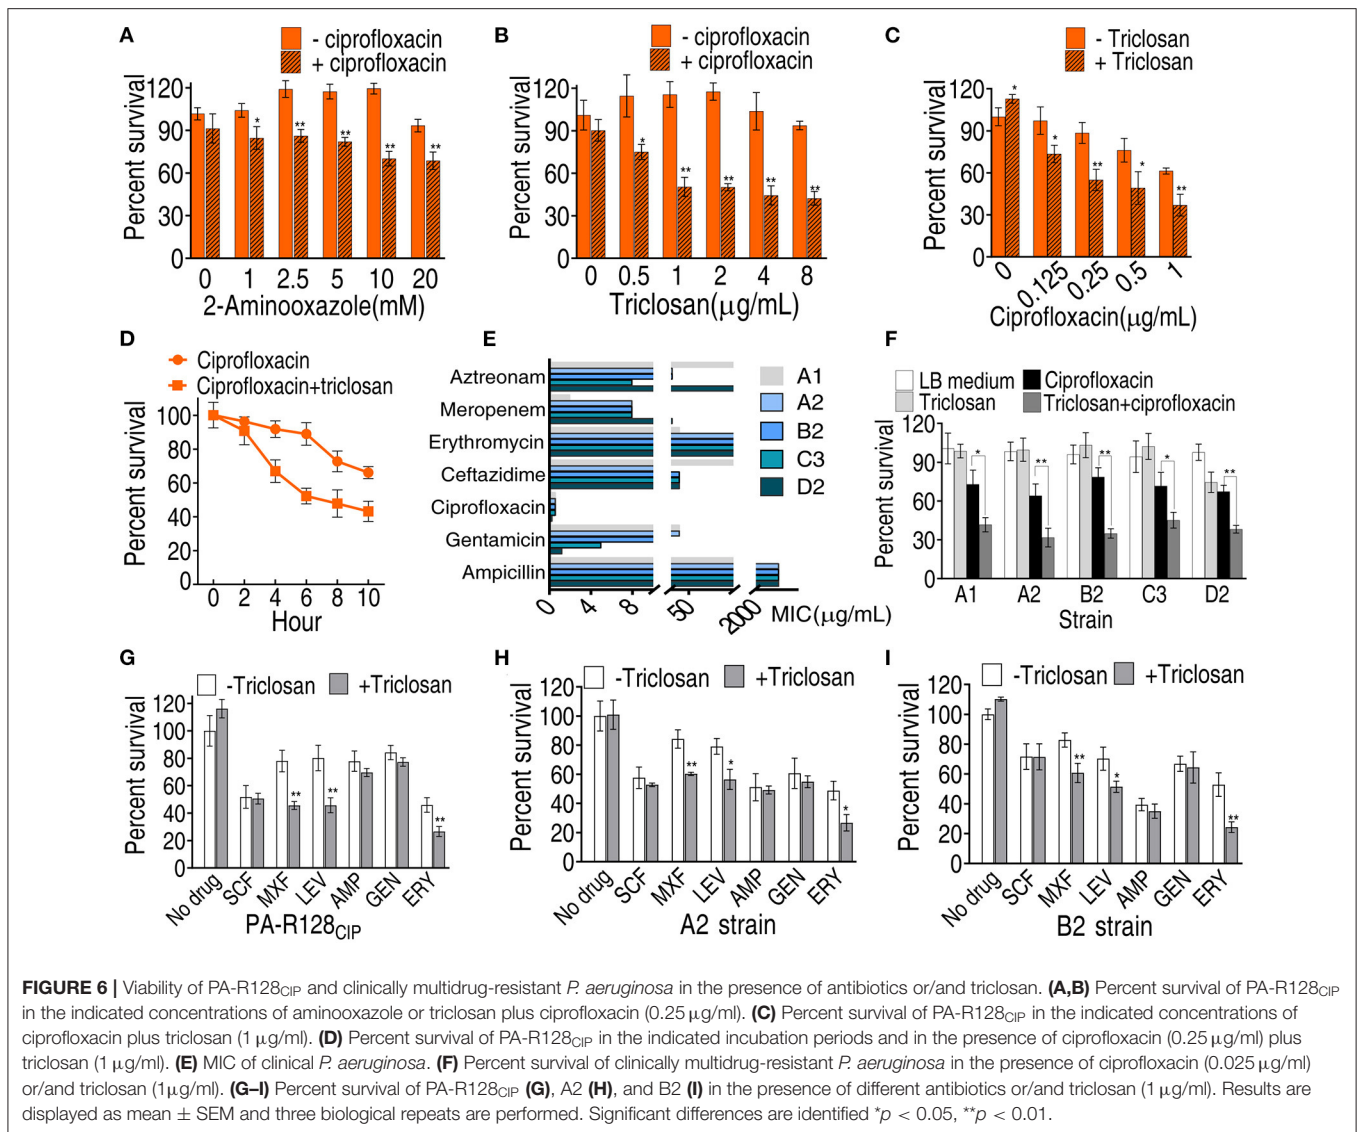 A
- ciprofloxacin
+ ciprofloxacin
Percent survival
120
90
60
30
0
* ** ** ** **
0 1 2.5 5 10 20
2-Aminooxazole(mM)
B
- ciprofloxacin
+ ciprofloxacin
Percent survival
120
90
60
30
0
* ** ** ** **
0 0.5 1 2 4 8
Triclosan(μg/mL)
C
- Triclosan
+ Triclosan
Percent survival
120
90
60
30
0
* * ** * **
0 0.125 0.25 0.5 1
Ciprofloxacin(μg/mL)
D
Ciprofloxacin
Ciprofloxacin+triclosan
Percent survival
100
80
60
40
20
0
0 2 4 6 8 10
Hour
E
Aztreonam
Meropenem
Erythromycin
Ceftazidime
Ciprofloxacin
Gentamicin
Ampicillin
0 4 8 50 2000
MIC(μg/mL)
A1
A2
B2
C3
D2
F
LB medium Ciprofloxacin
Triclosan Triclosan+ciprofloxacin
Percent survival
120
90
60
30
0
* ** ** * **
A1 A2 B2 C3 D2
Strain
G
-Triclosan +Triclosan
Percent survival
120
100
80
60
40
20
0
** ** **
No drug SCF MXF LEV AMP GEN ERY
PA-R128CIP
H
-Triclosan +Triclosan
Percent survival
120
100
80
60
40
20
0
** * *
No drug SCF MXF LEV AMP GEN ERY
A2 strain
I
-Triclosan +Triclosan
Percent survival
120
100
80
60
40
20
0
** * **
No drug SCF MXF LEV AMP GEN ERY
B2 strain
FIGURE 6 | Viability of PA-R128CIP and clinically multidrug-resistant P. aeruginosa in the presence of antibiotics or/and triclosan. (A,B) Percent survival of PA-R128CIP
in the indicated concentrations of aminooxazole or triclosan plus ciprofloxacin (0.25 μg/ml). (C) Percent survival of PA-R128CIP in the indicated concentrations of
ciprofloxacin plus triclosan (1 μg/ml). (D) Percent survival of PA-R128CIP in the indicated incubation periods and in the presence of ciprofloxacin (0.25 μg/ml) plus
triclosan (1 μg/ml). (E) MIC of clinical P. aeruginosa. (F) Percent survival of clinically multidrug-resistant P. aeruginosa in the presence of ciprofloxacin (0.025 μg/ml)
or/and triclosan (1μg/ml). (G–I) Percent survival of PA-R128CIP (G), A2 (H), and B2 (I) in the presence of different antibiotics or/and triclosan (1 μg/ml). Results are
displayed as mean ± SEM and three biological repeats are performed. Significant differences are identified *p < 0.05, **p < 0.01.